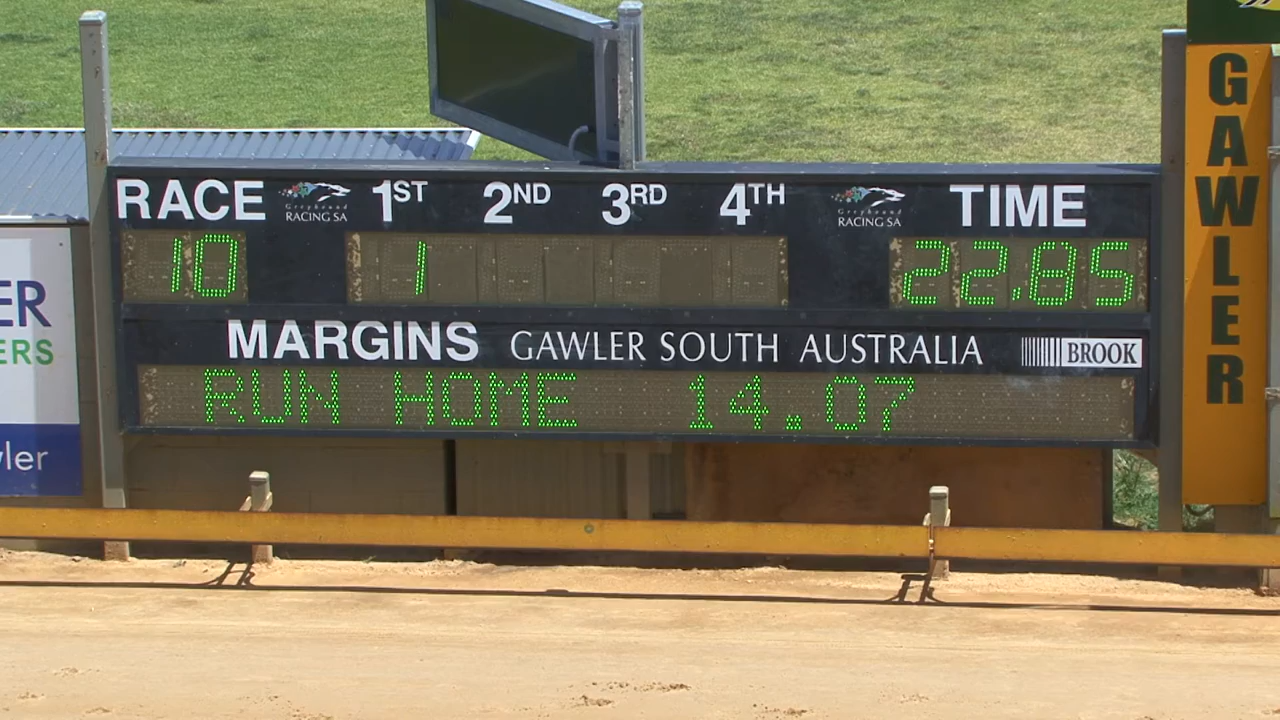 RACE 1ST 2ND 3RD 4TH TIME
Greyhound RACING SA
Greyhound RACING SA
10 1 22.85
MARGINS GAWLER SOUTH AUSTRALIA BROOK
RUN HOME 14.07
GAWLER
ER
ERS
ler